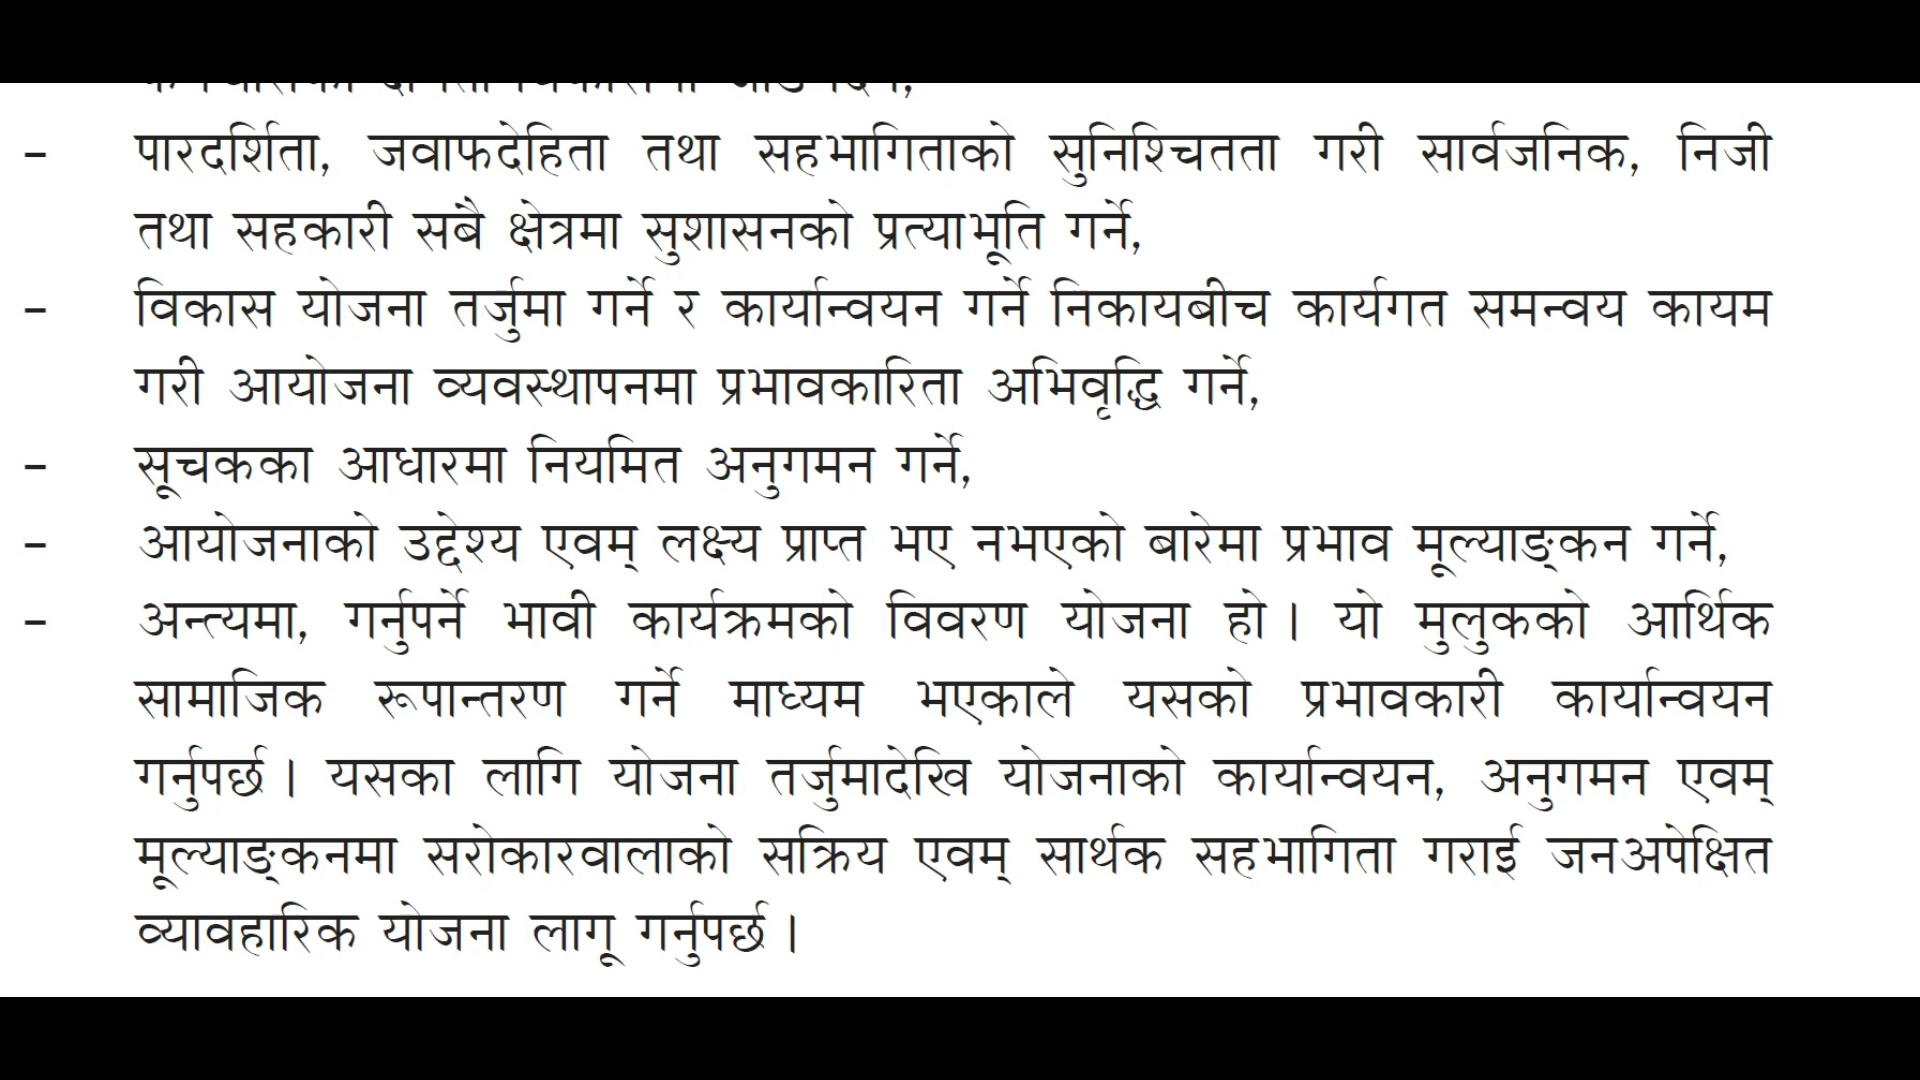 - पारदर्शिता, जवाफदेहिता तथा सहभागिताको सुनिश्चितता गरी सार्वजनिक, निजी
तथा सहकारी सबै क्षेत्रमा सुशासनको प्रत्याभूति गर्ने,
- विकास योजना तर्जुमा गर्ने र कार्यान्वयन गर्ने निकायबीच कार्यगत समन्वय कायम
गरी आयोजना व्यवस्थापनमा प्रभावकारिता अभिवृद्धि गर्ने,
- सूचकका आधारमा नियमित अनुगमन गर्ने,
- आयोजनाको उद्देश्य एवम् लक्ष्य प्राप्त भए नभएको बारेमा प्रभाव मूल्याङ्कन गर्ने,
- अन्त्यमा, गर्नुपर्ने भावी कार्यक्रमको विवरण योजना हो । यो मुलुकको आर्थिक
सामाजिक रूपान्तरण गर्ने माध्यम भएकाले यसको प्रभावकारी कार्यान्वयन
गर्नुपर्छ । यसका लागि योजना तर्जुमादेखि योजनाको कार्यान्वयन, अनुगमन एवम्
मूल्याङ्कनमा सरोकारवालाको सक्रिय एवम् सार्थक सहभागिता गराई जनअपेक्षित
व्यावहारिक योजना लागू गर्नुपर्छ ।